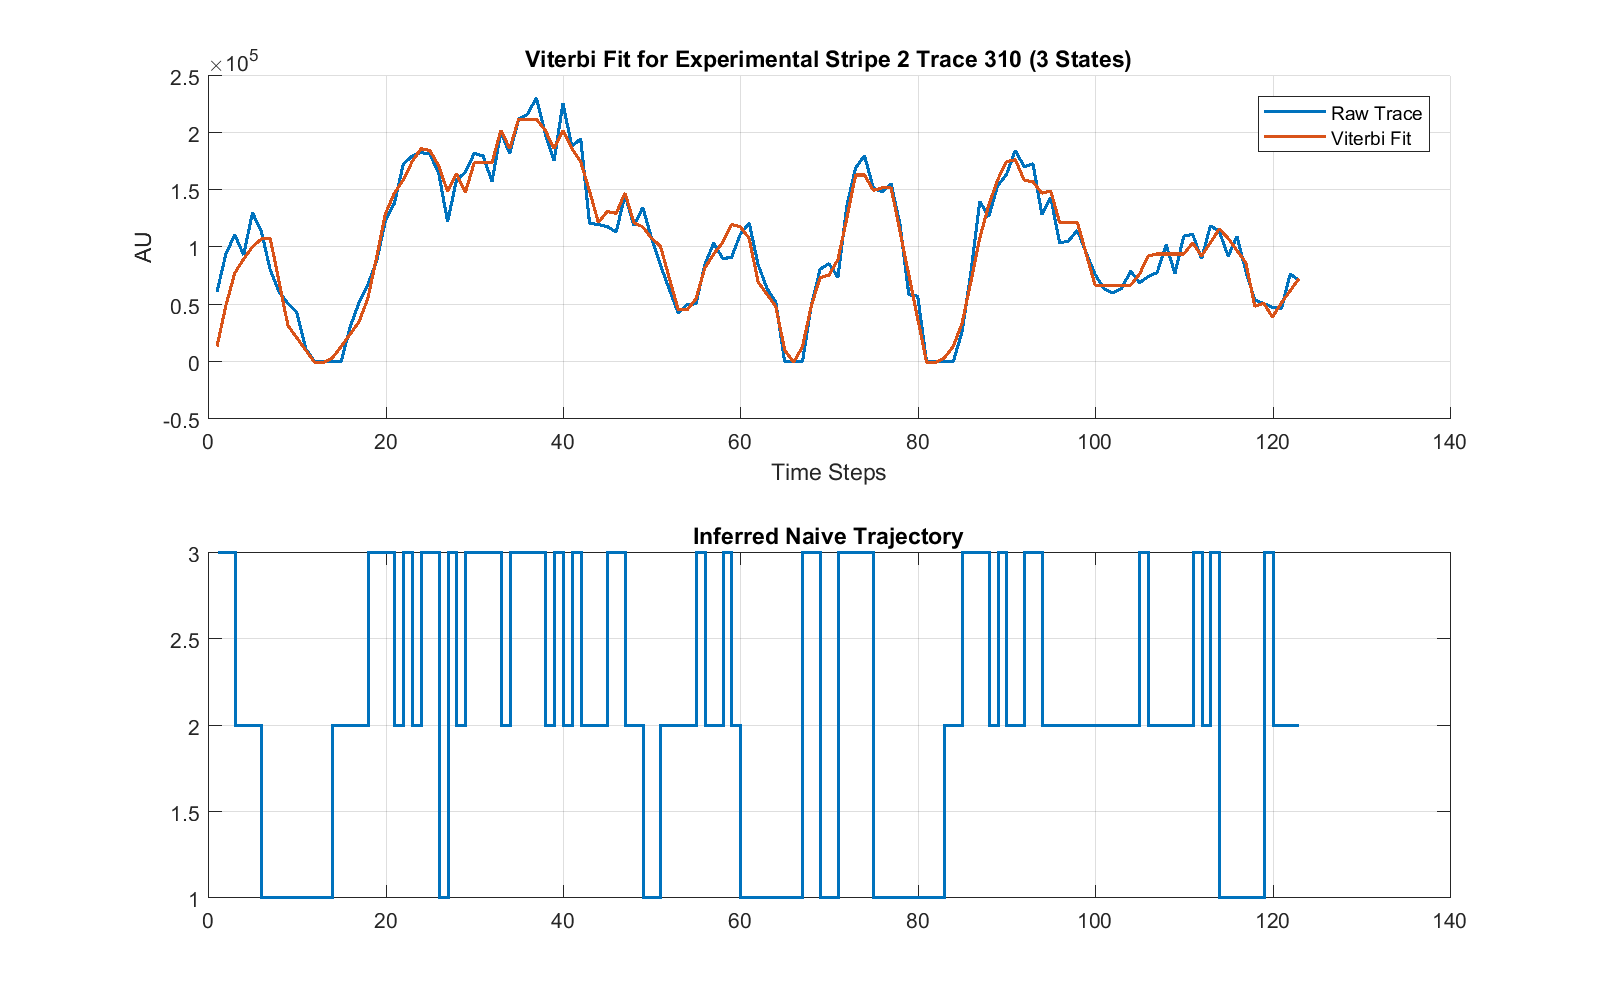 Viterbi Fit for Experimental Stripe 2 Trace 310 (3 States)
×10⁵
2.5
2
1.5
1
0.5
0
-0.5
AU
Raw Trace
Viterbi Fit
0 20 40 60 80 100 120 140
Time Steps
Inferred Naive Trajectory
3
2.5
2
1.5
1
0 20 40 60 80 100 120 140